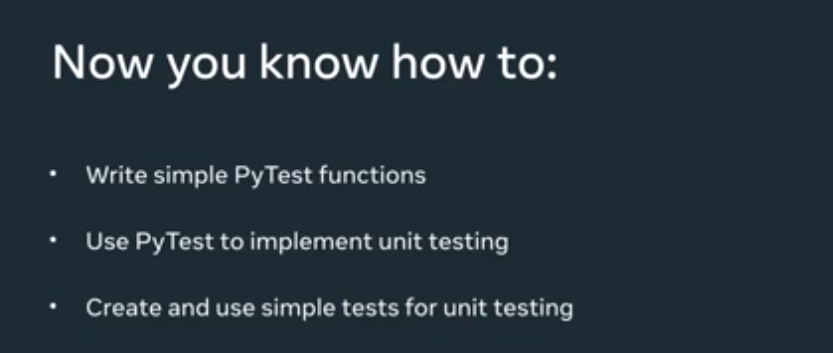 Now you know how to:
• Write simple PyTest functions
• Use PyTest to implement unit testing
• Create and use simple tests for unit testing